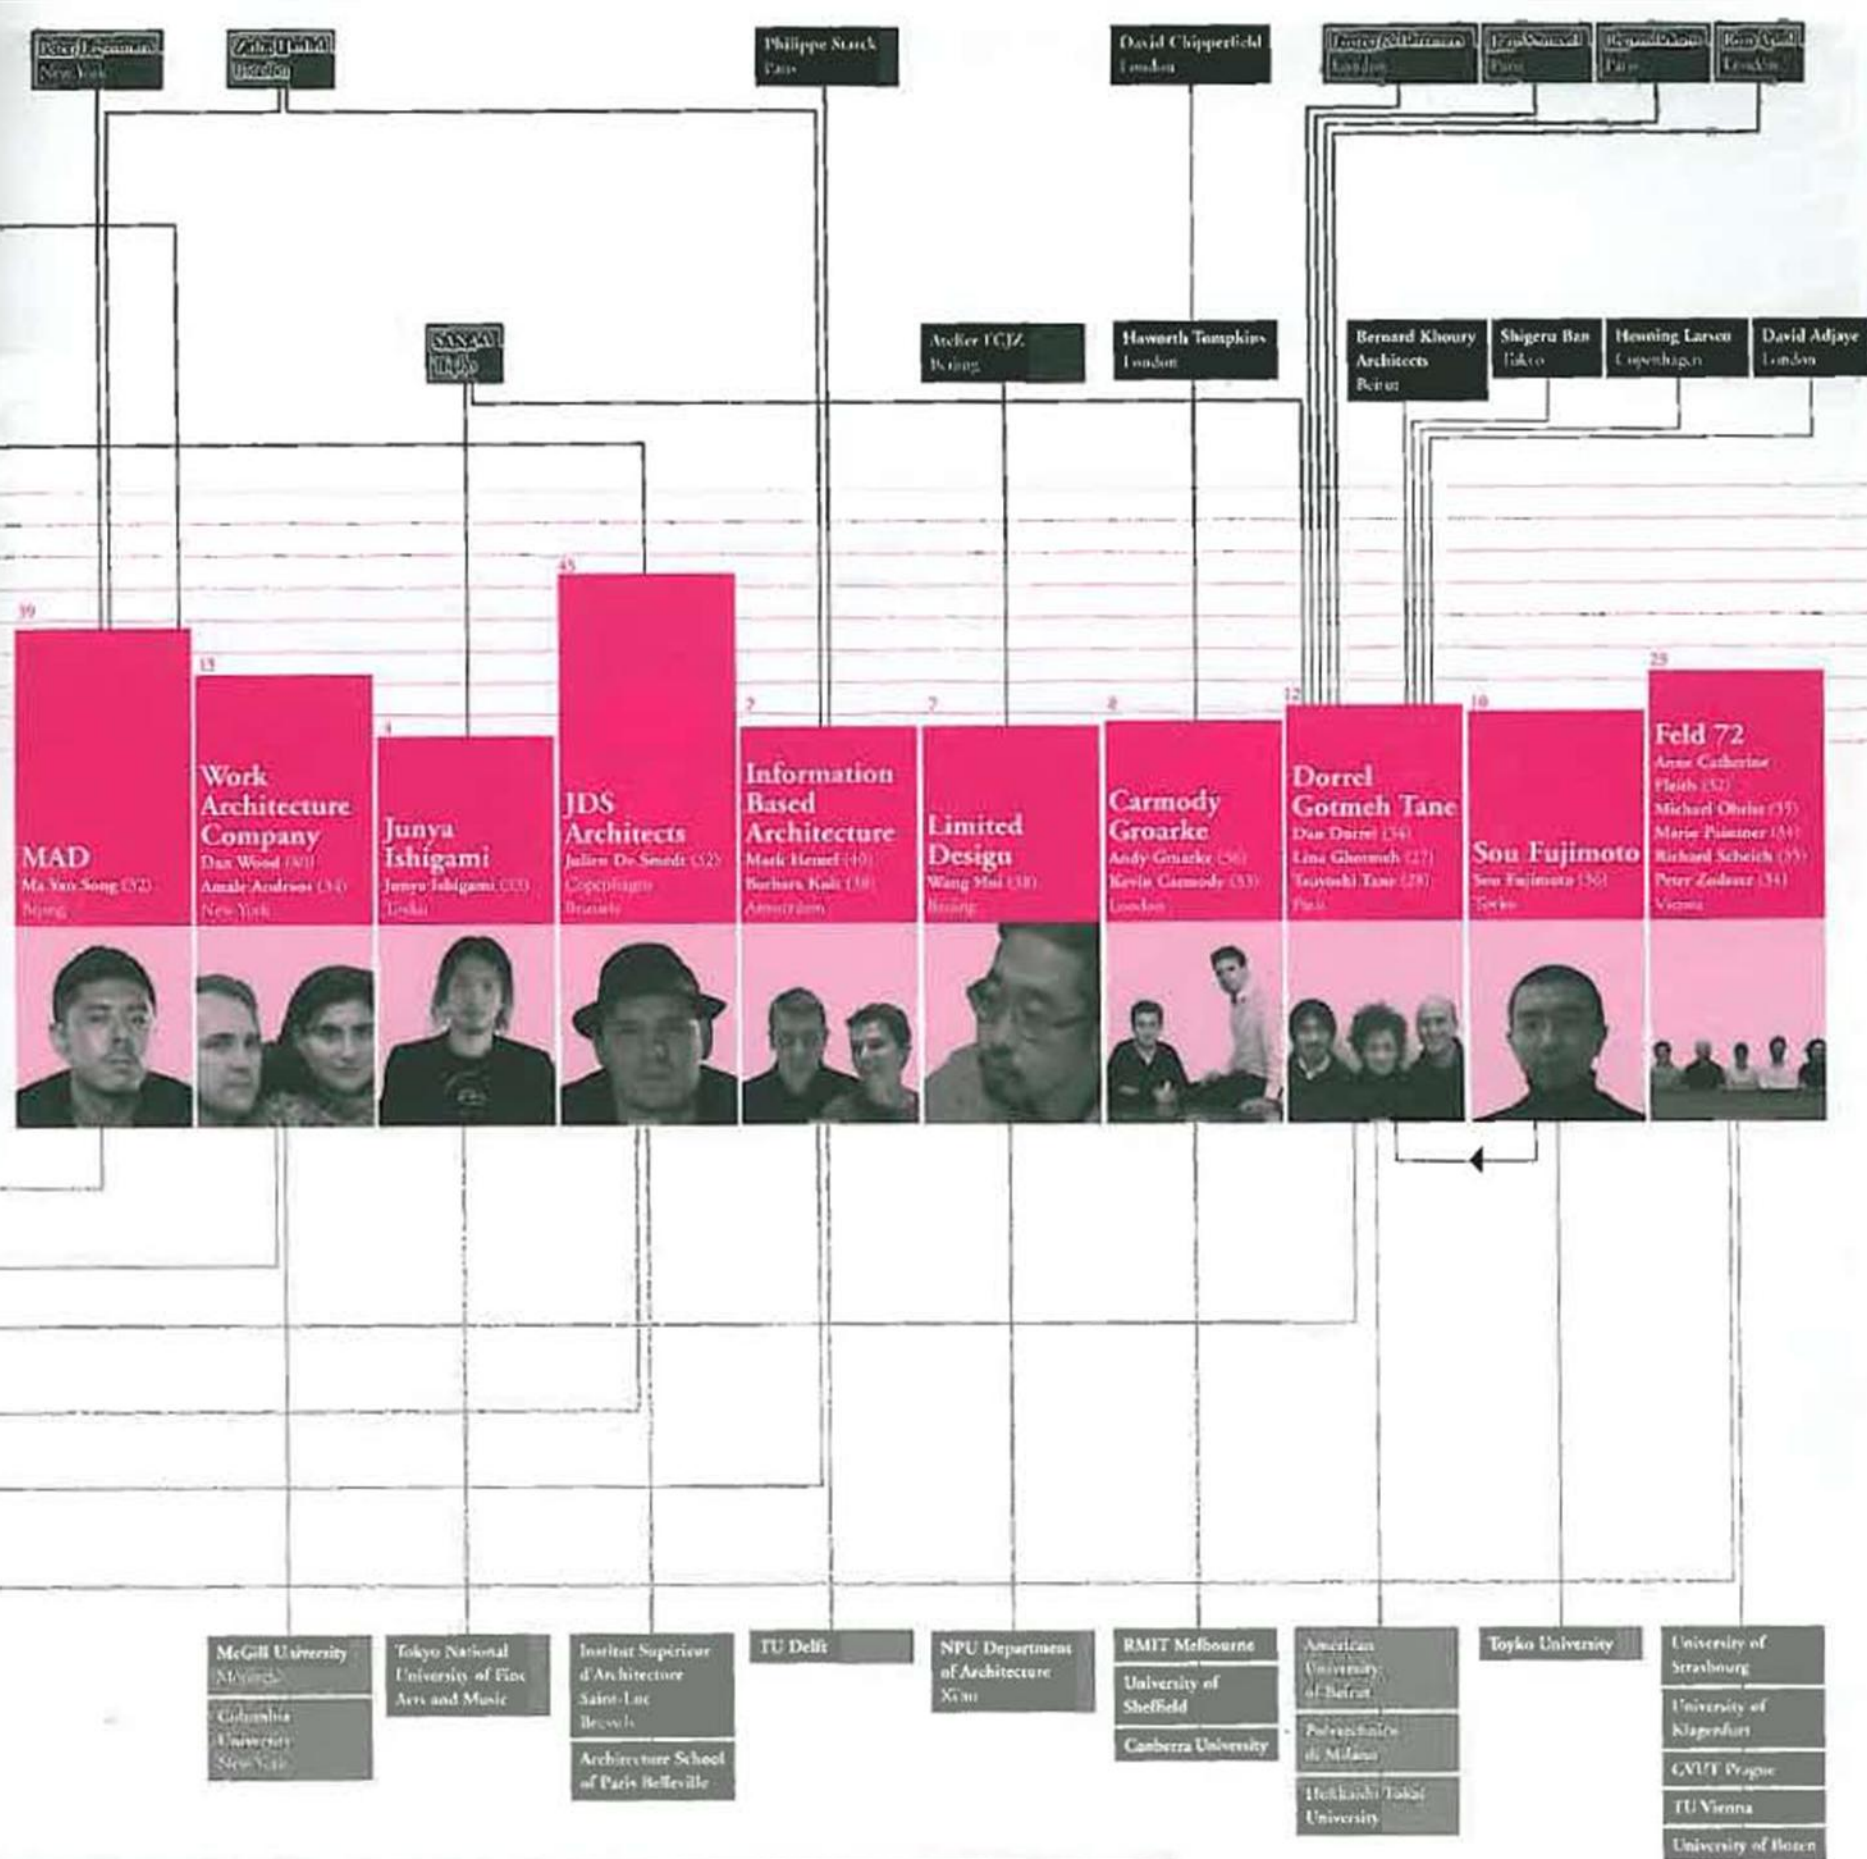 Peter Eisenman
New York
Zaha Hadid
London
Philippe Starck
Paris
David Chipperfield
London
Foster & Partners
London
Jean Nouvel
Paris
Renzo Piano
Paris
Ron Arad
London
SANAA
Tokyo
Atelier FCJZ
Beijing
Haworth Tompkins
London
Bernard Khoury
Architects
Beirut
Shigeru Ban
Tokyo
Henning Larsen
Copenhagen
David Adjaye
London
39
MAD
Ma Yan Song (32)
Beijing
13
Work
Architecture
Company
Dan Wood
Amale Andraos (34)
New York
4
Junya
Ishigami
Junya Ishigami (33)
45
JDS
Architects
Julien De Smedt (32)
Copenhagen
Brussels
7
Information
Based
Architecture
Mark Hemel (40)
Barbara Kuit (38)
Amsterdam
7
Limited
Design
Wang Hui (38)
Beijing
8
Carmody
Groarke
Andy Groarke (36)
Kevin Carmody (33)
London
12
Dorrel
Gotmeh Tane
Dan Dorrel (34)
Lina Ghotmeh (27)
Tsuyoshi Tane (28)
Paris
10
Sou Fujimoto
Sou Fujimoto (36)
Tokyo
Feld 72
Anne Catherine
Fleith (32)
Michael Obrist (35)
Mario Paintner (34)
Richard Scheich (35)
Peter Zoderer (34)
Vienna
McGill University
Columbia
University
New York
Tokyo National
University of Fine
Arts and Music
Institut Supérieur
d'Architecture
Saint-Luc
Brussels
Architecture School
of Paris Belleville
TU Delft
NPU Department
of Architecture
Xi'an
RMIT Melbourne
University of
Sheffield
Canberra University
American
University
of Beirut
Polytechnico
di Milano
Hokkaido Tokai
University
Toyko University
University of
Strasbourg
University of
Klagenfurt
CVUT Prague
TU Vienna
University of Bozen